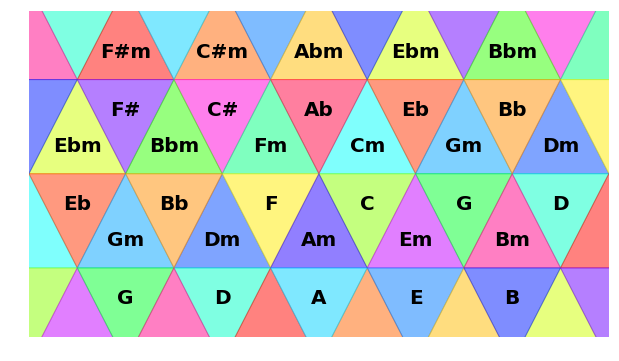 F#m C#m Abm Ebm Bbm
F# C# Ab Eb Bb
Ebm Bbm Fm Cm Gm Dm
Eb Bb F C G D
Gm Dm Am Em Bm
G D A E B